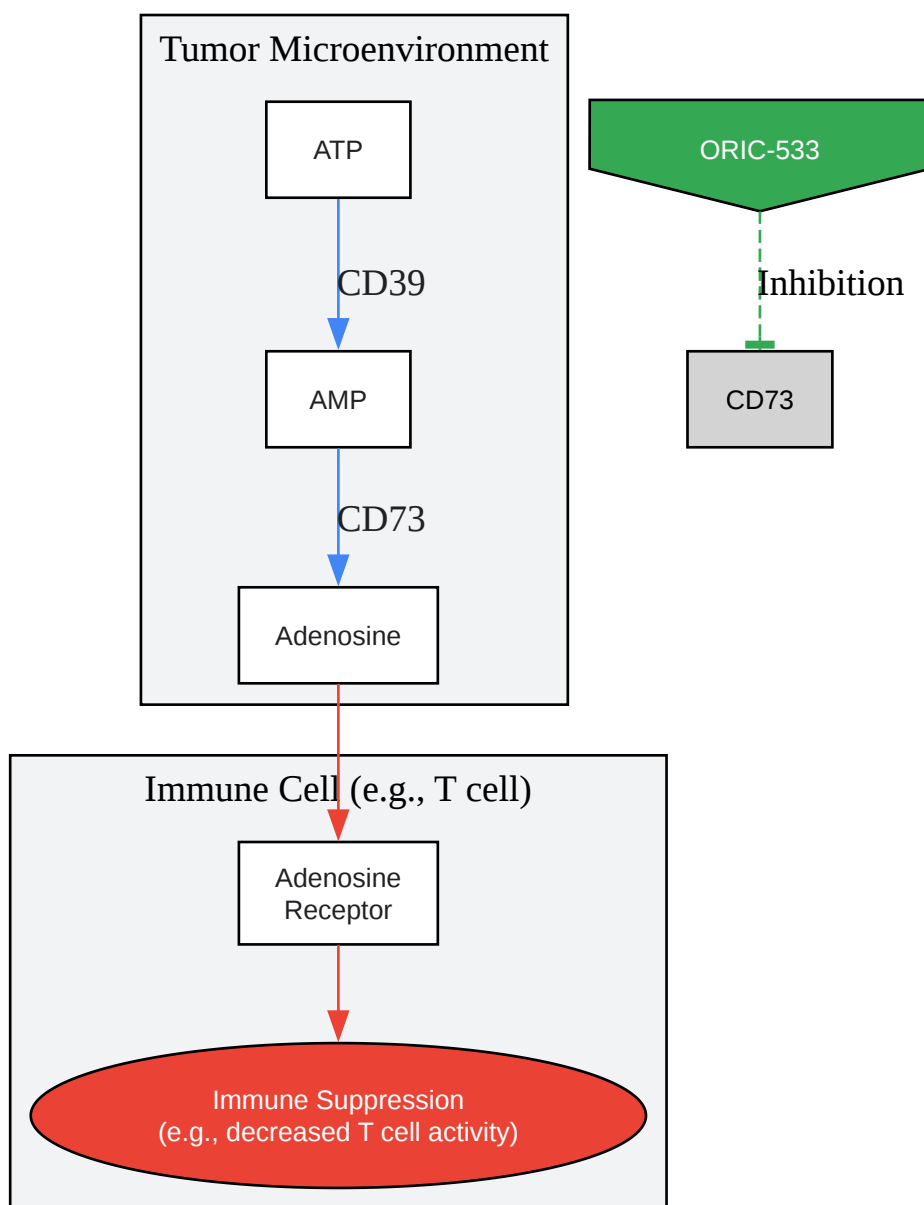 Tumor Microenvironment
ATP
ORIC-533
CD39
Inhibition
AMP
CD73
CD73
Adenosine
Immune Cell (e.g., T cell)
Adenosine
Receptor
Immune Suppression
(e.g., decreased T cell activity)